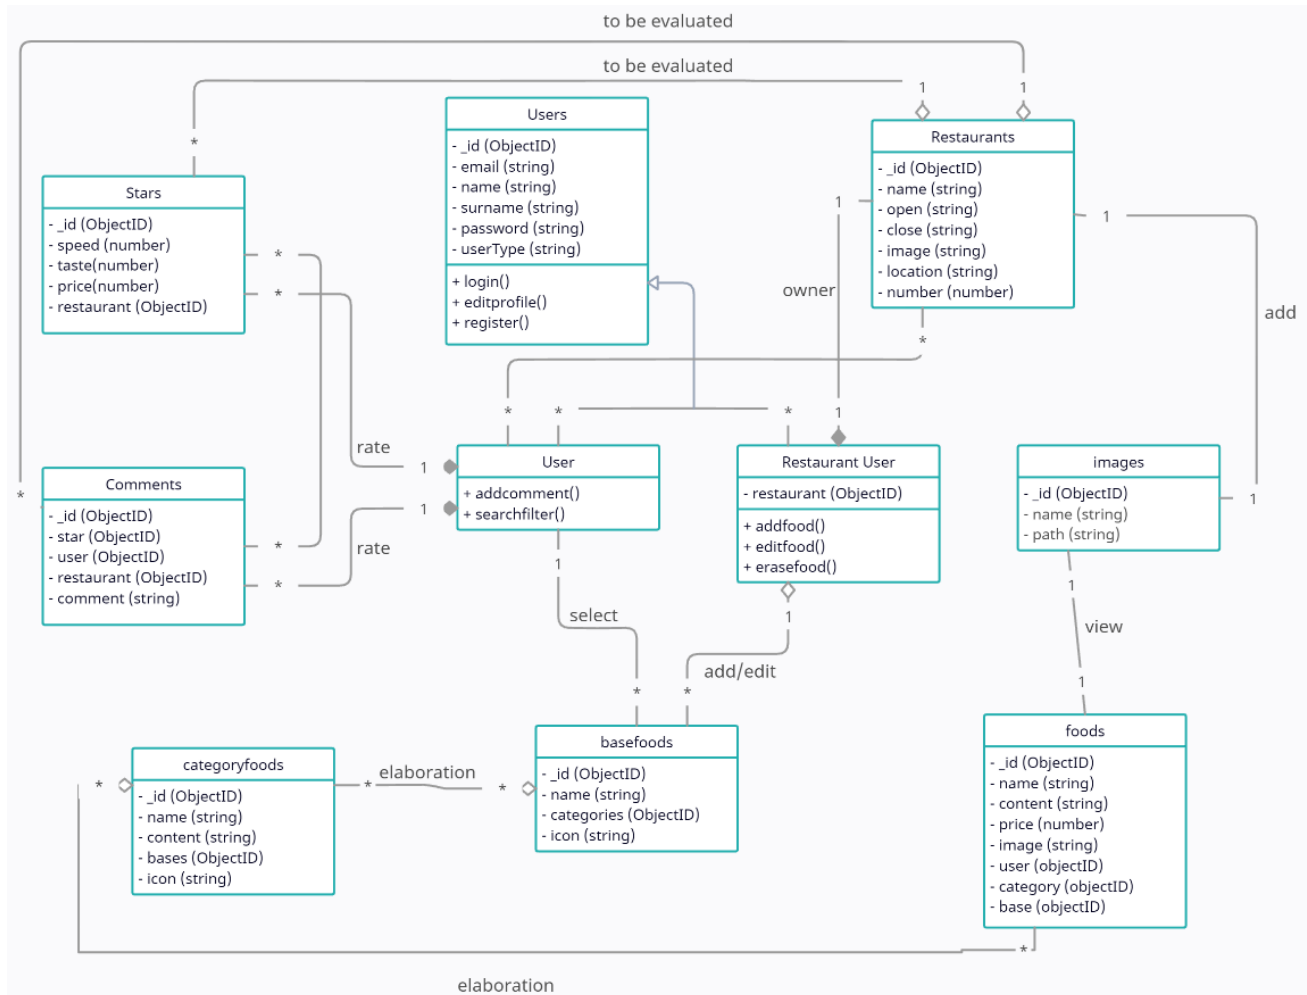 to be evaluated
to be evaluated
1
1
*
Users
- _id (ObjectID)
- email (string)
- name (string)
- surname (string)
- password (string)
- userType (string)
+ login()
+ editprofile()
+ register()
Restaurants
- _id (ObjectID)
- name (string)
- open (string)
- close (string)
- image (string)
- location (string)
- number (number)
Stars
- _id (ObjectID)
- speed (number)
- taste(number)
- price(number)
- restaurant (ObjectID)
*
*
1
1
owner
add
*
*
*
*
1
rate
1
1
rate
*
Comments
- _id (ObjectID)
- star (ObjectID)
- user (ObjectID)
- restaurant (ObjectID)
- comment (string)
*
*
User
+ addcomment()
+ searchfilter()
Restaurant User
- restaurant (ObjectID)
+ addfood()
+ editfood()
+ erasefood()
images
- _id (ObjectID)
- name (string)
- path (string)
1
1
select
*
1
add/edit
*
1
view
1
categoryfoods
- _id (ObjectID)
- name (string)
- content (string)
- bases (ObjectID)
- icon (string)
*
* elaboration *
basefoods
- _id (ObjectID)
- name (string)
- categories (ObjectID)
- icon (string)
foods
- _id (ObjectID)
- name (string)
- content (string)
- price (number)
- image (string)
- user (objectID)
- category (objectID)
- base (objectID)
*
elaboration